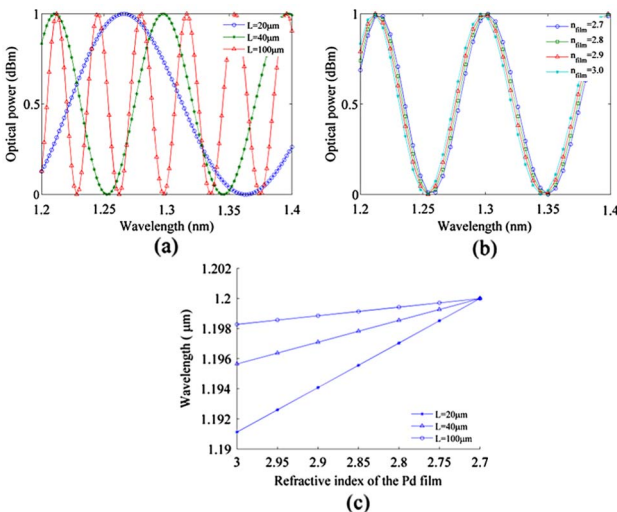 L=20μm
L=40μm
L=100μm
Optical power (dBm)
1
0.5
0
1.2 1.25 1.3 1.35 1.4
Wavelength (nm)
(a)
n film=2.7
n film=2.8
n film=2.9
n film=3.0
Optical power (dBm)
1
0.5
0
1.2 1.25 1.3 1.35 1.4
Wavelength (nm)
(b)
1.202
1.2
1.198
1.196
1.194
1.192
1.19
Wavelength ( μm)
L=20μm
L=40μm
L=100μm
3 2.95 2.9 2.85 2.8 2.75 2.7
Refractive index of the Pd film
(c)